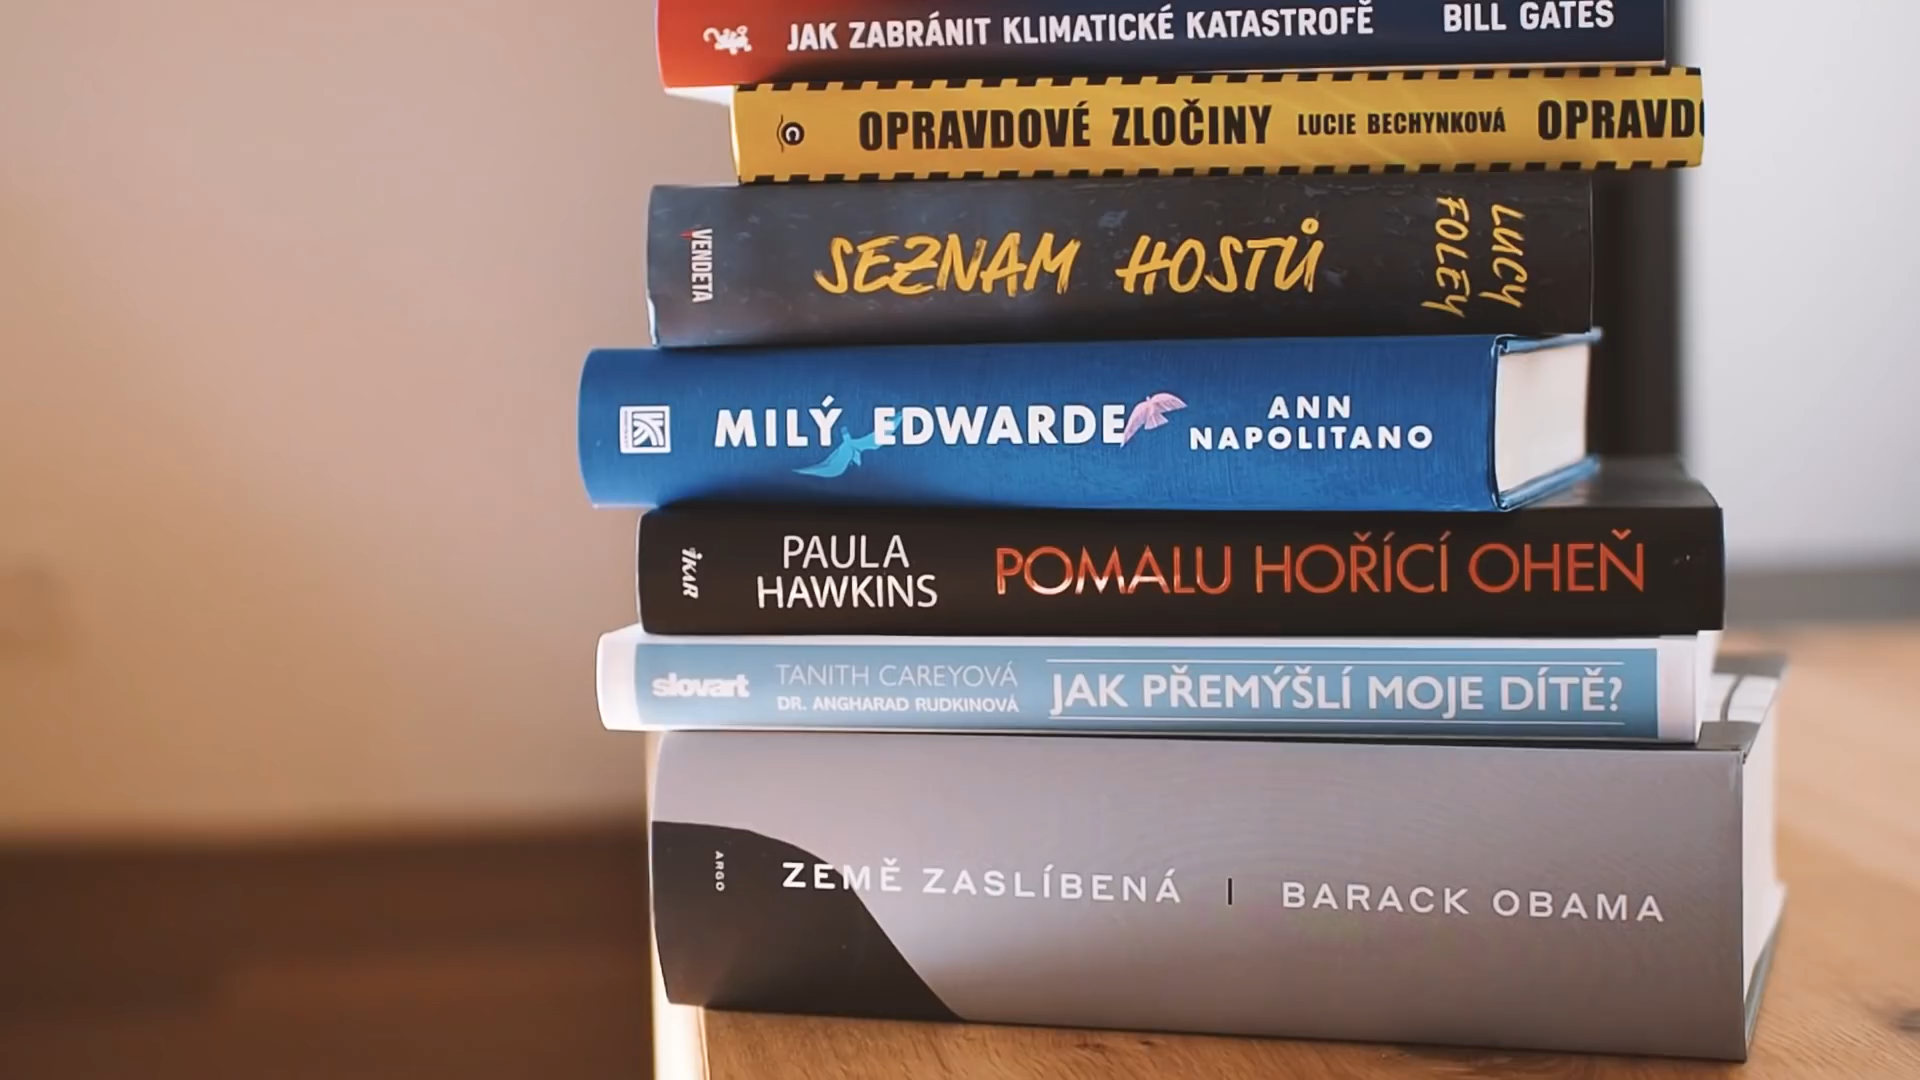 JAK ZABRÁNIT KLIMATICKÉ KATASTROFĚ BILL GATES
OPRAVDOVÉ ZLOČINY LUCIE BECHYNKOVÁ OPRAVDO
VENDETA SEZNAM HOSTŮ LUCY
FOLEY
MILÝ EDWARDE ANN
NAPOLITANO
IKAR PAULA
HAWKINS
POMALU HOŘÍCÍ OHEŇ
slovart TANITH CAREYOVÁ
DR. ANGHARAD RUDKINOVÁ
JAK PŘEMÝŠLÍ MOJE DÍTĚ?
ARGO ZEMĚ ZASLÍBENÁ | BARACK OBAMA